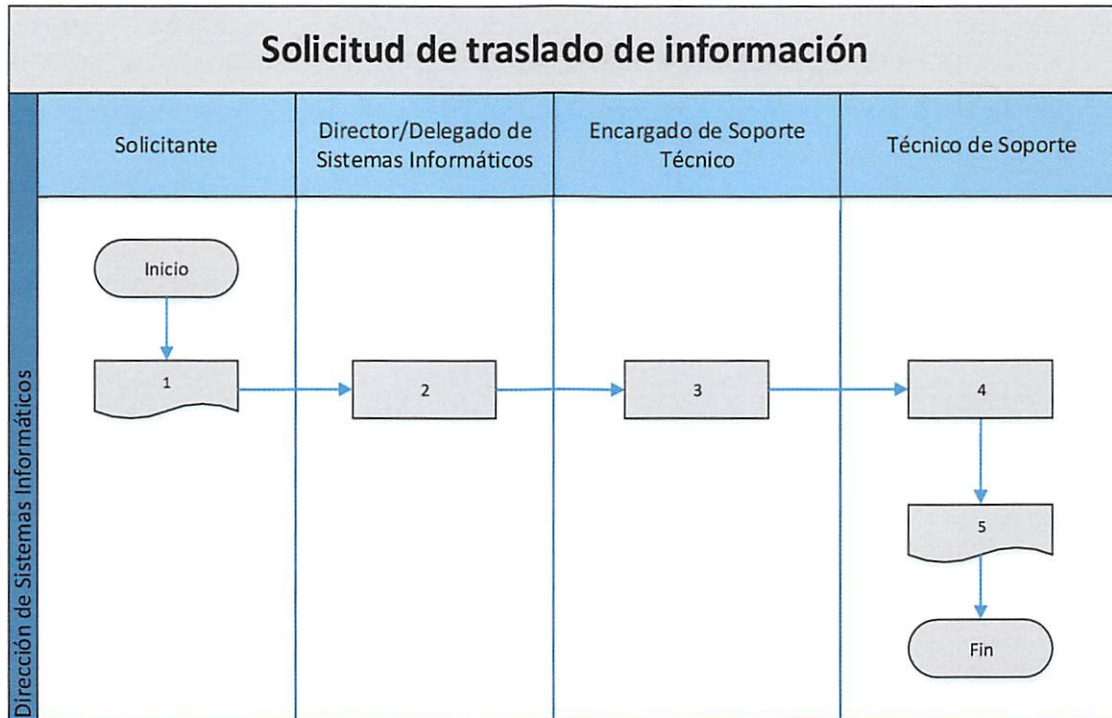 Solicitud de traslado de información
Solicitante
Director/Delegado de
Sistemas Informáticos
Encargado de Soporte
Técnico
Técnico de Soporte
Dirección de Sistemas Informáticos
Inicio
1
2
3
4
5
Fin